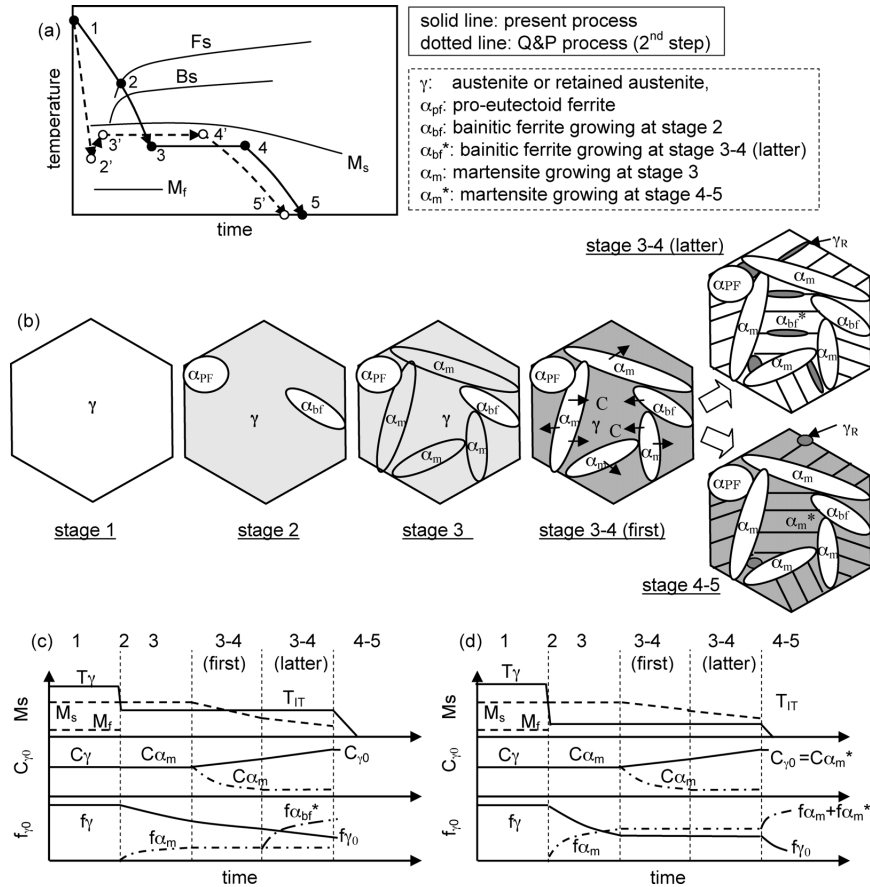 (a)
1
Fs
2
Bs
3'
4'
2'
3
4
Ms
Mf
5'
5
temperature
time
solid line: present process
dotted line: Q&P process (2nd step)
γ: austenite or retained austenite,
αpf: pro-eutectoid ferrite
αbf: bainitic ferrite growing at stage 2
αbf*: bainitic ferrite growing at stage 3-4 (latter)
αm: martensite growing at stage 3
αm*: martensite growing at stage 4-5
stage 3-4 (latter)
γR
αm
αPF
αbf*
αm
αbf
αm
αm
(b)
γ
stage 1
αPF
αbf
γ
stage 2
αPF
αm
αbf
γ
αm
αm
αm
stage 3
αPF
αm
C
αbf
αm
γ
C
αm
αm
stage 3-4 (first)
γR
αPF
αm
αbf
αm*
αm
αm
αm
stage 4-5
(c)
1
2
3
3-4
(first)
3-4
(latter)
4-5
Tγ
TIT
Ms
Ms
Mf
Cγ0
Cγ
Cαm
Cαm
Cγ0
fγ0
fγ
fαm
fαbf*
fγ0
time
(d)
1
2
3
3-4
(first)
3-4
(latter)
4-5
Tγ
TIT
Ms
Ms
Mf
Cγ0
Cγ
Cαm
Cαm
Cγ0 =Cαm*
fγ0
fγ
fαm
fαm+fαm*
fγ0
time